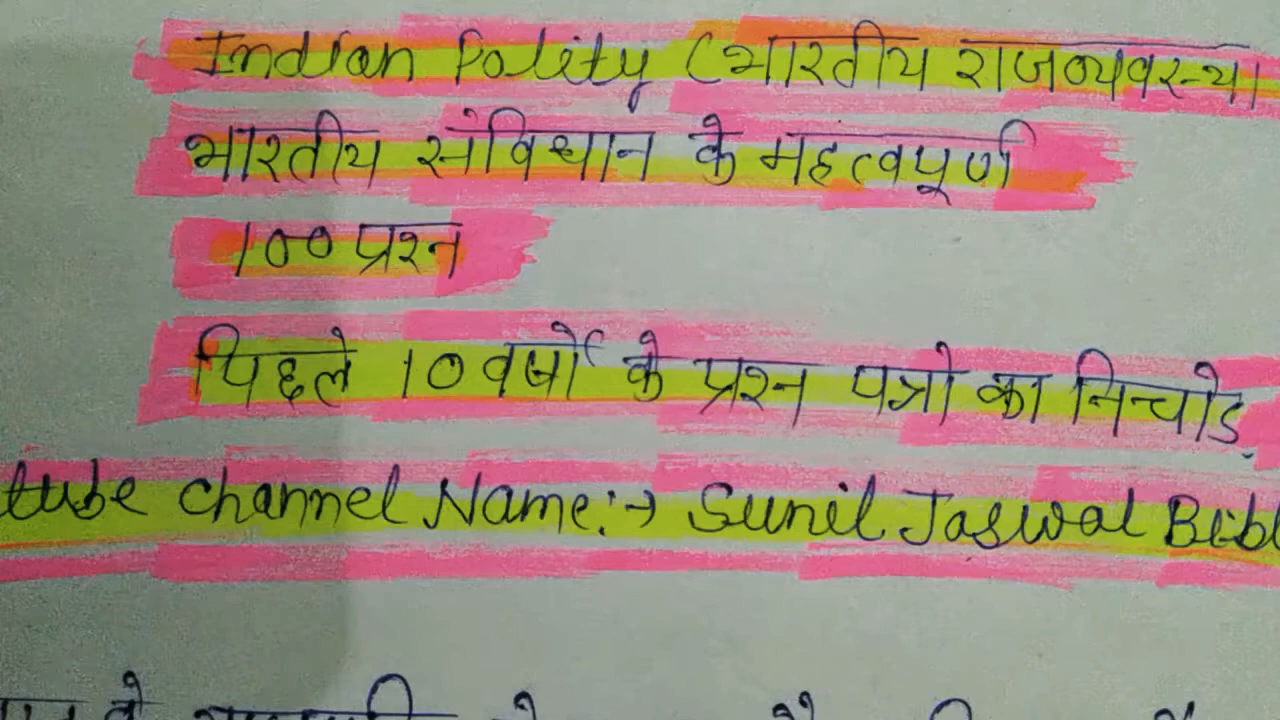 Indian Polity (भारतीय राजव्यवस्था
भारतीय संविधान के महत्वपूर्ण
100 प्रश्न
पिछले 10 वर्षो के प्रश्न पत्रो का निचोड़
tube Channel Name:→ Sunil Jaswal Bibl